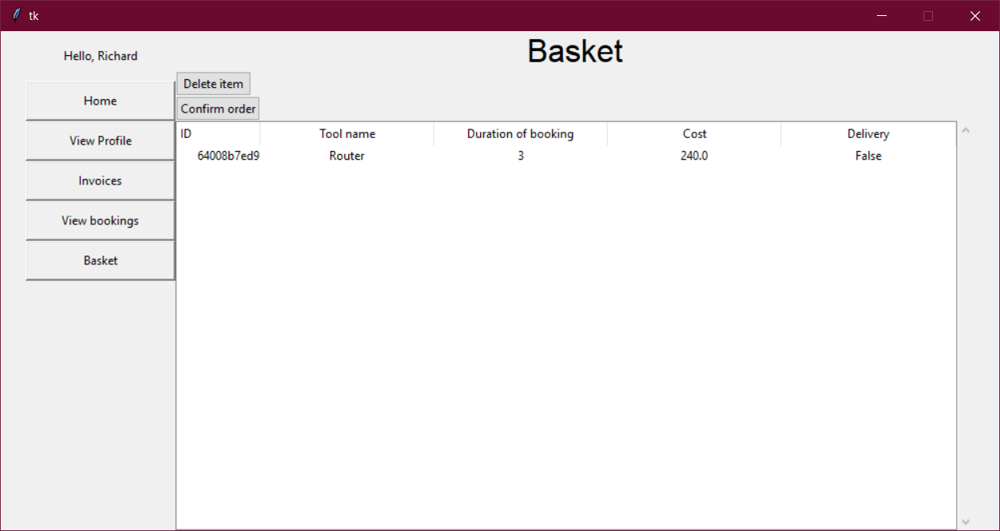 tk
Hello, Richard
Basket
Home
View Profile
Invoices
View bookings
Basket
Delete item
Confirm order
ID Tool name Duration of booking Cost Delivery
64008b7ed9 Router 3 240.0 False